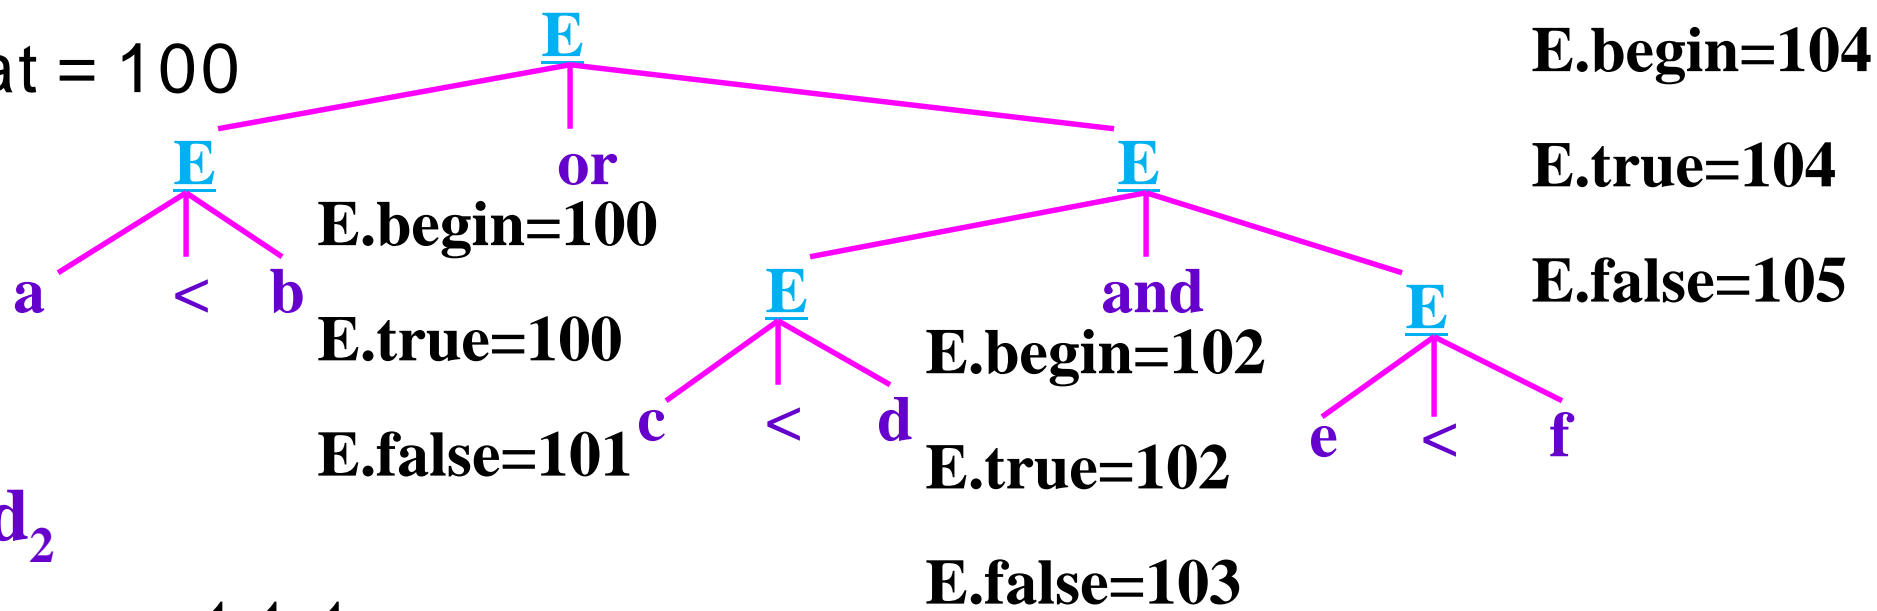 E
at = 100
E.begin=104
E
or
E
E.true=104
E.begin=100
a < b
E
and
E
E.false=105
E.true=100
E.begin=102
c < d
e < f
E.false=101
E.true=102
d2
E.false=103